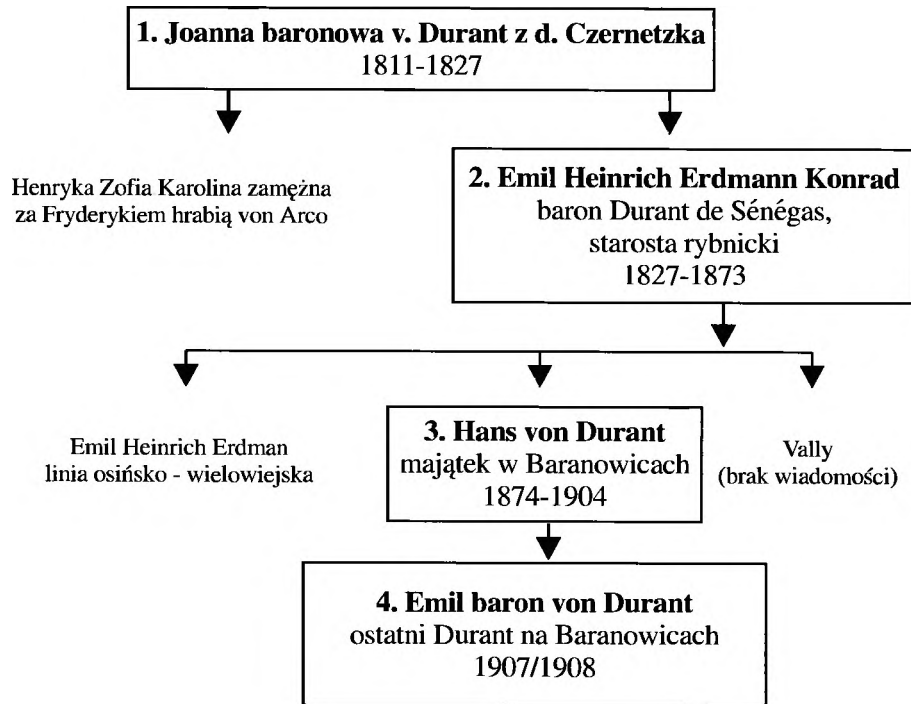 1. Joanna baronowa v. Durant z d. Czernetzka
1811-1827
Henryka Zofia Karolina zamężna
za Fryderykiem hrabią von Arco
2. Emil Heinrich Erdmann Konrad
baron Durant de Sénégas,
starosta rybnicki
1827-1873
Emil Heinrich Erdman
linia osińsko - wielowiejska
3. Hans von Durant
majątek w Baranowicach
1874-1904
Vally
(brak wiadomości)
4. Emil baron von Durant
ostatni Durant na Baranowicach
1907/1908